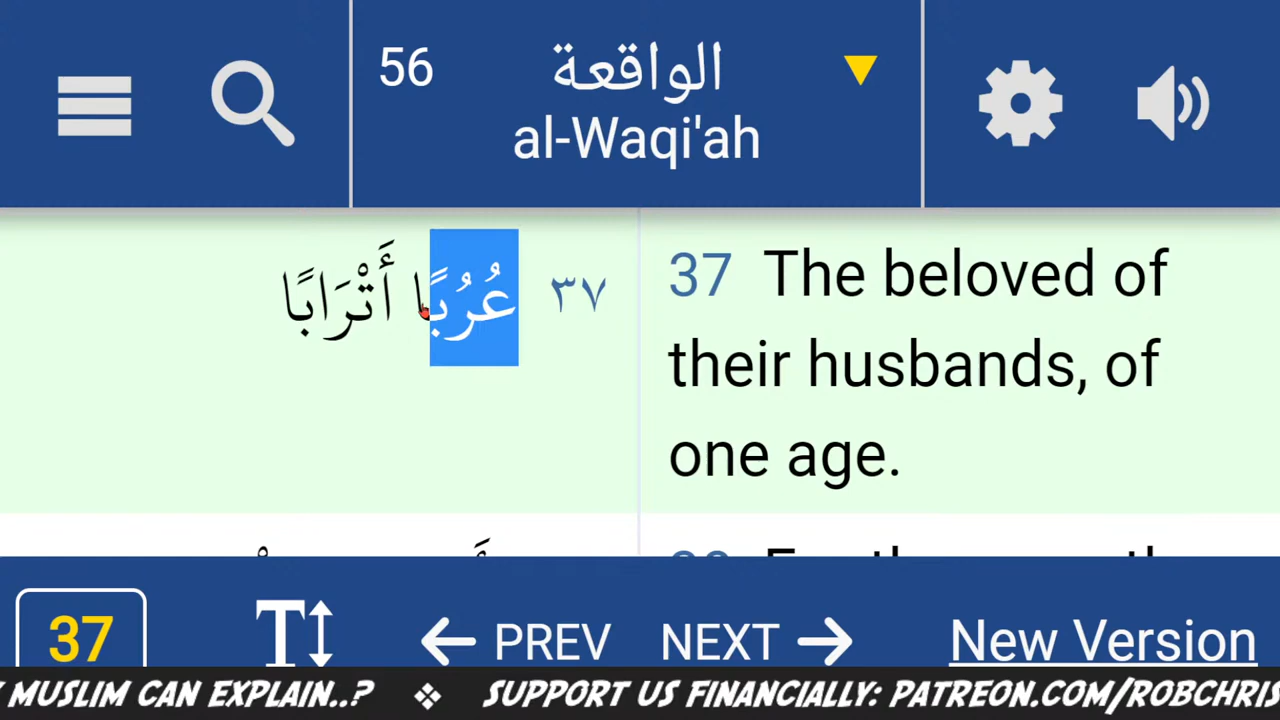 56
الواقعة
al-Waqi'ah
٣٧ عُرُبًا أَتْرَابًا
37 The beloved of
their husbands, of
one age.
37
T
PREV
NEXT
New Version
MUSLIM CAN EXPLAIN..? ❖ SUPPORT US FINANCIALLY: PATREON.COM/ROBCHRIS